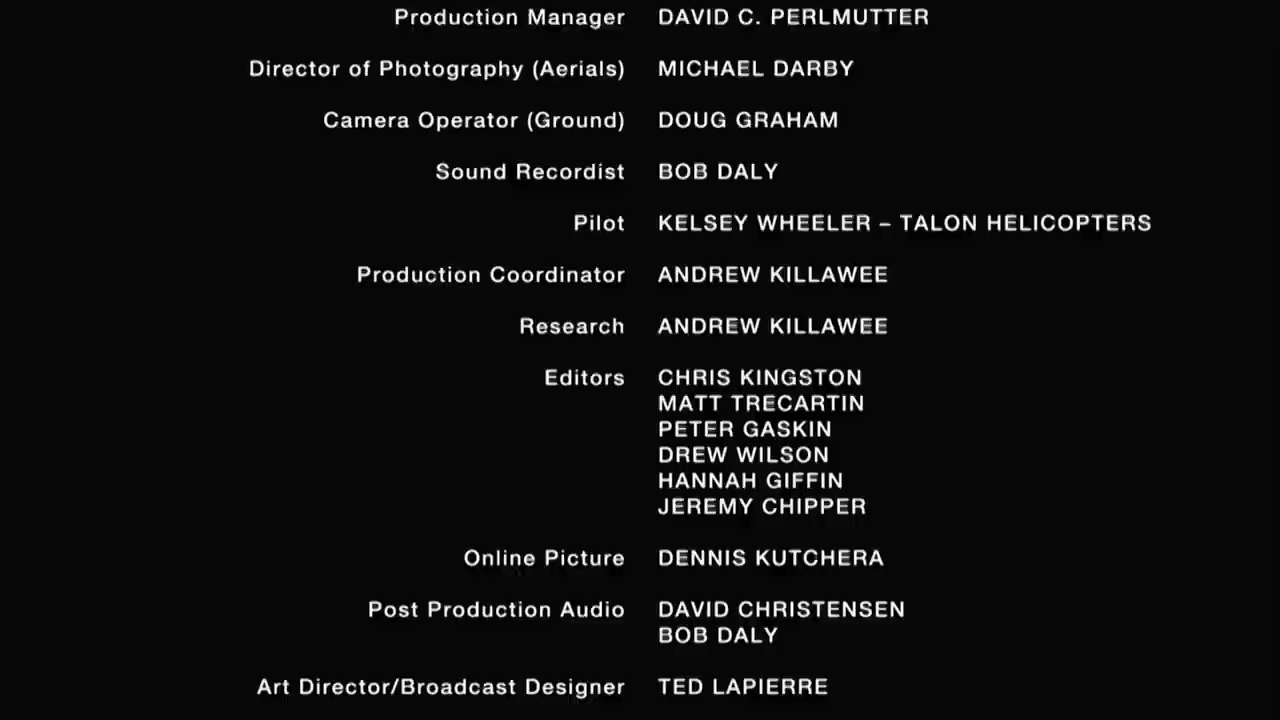 Production Manager DAVID C. PERLMUTTER
Director of Photography (Aerials) MICHAEL DARBY
Camera Operator (Ground) DOUG GRAHAM
Sound Recordist BOB DALY
Pilot KELSEY WHEELER – TALON HELICOPTERS
Production Coordinator ANDREW KILLAWEE
Research ANDREW KILLAWEE
Editors CHRIS KINGSTON
MATT TRECARTIN
PETER GASKIN
DREW WILSON
HANNAH GIFFIN
JEREMY CHIPPER
Online Picture DENNIS KUTCHERA
Post Production Audio DAVID CHRISTENSEN
BOB DALY
Art Director/Broadcast Designer TED LAPIERRE